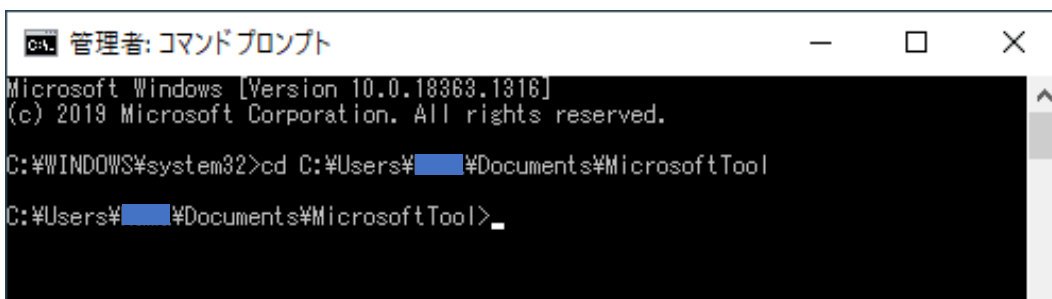 管理者: コマンド プロンプト
Microsoft Windows [Version 10.0.18363.1316]
(c) 2019 Microsoft Corporation. All rights reserved.
C:¥WINDOWS¥system32>cd C:¥Users¥ ¥Documents¥MicrosoftTool
C:¥Users¥ ¥Documents¥MicrosoftTool>